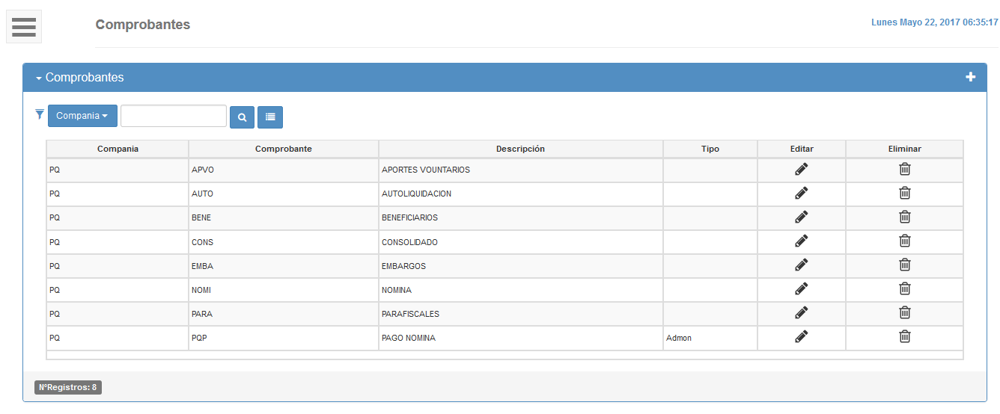 Comprobantes
Lunes Mayo 22, 2017 06:35:17
Comprobantes
Compania
Compania Comprobante Descripción Tipo Editar Eliminar
PQ APVO APORTES VOUNTARIOS
PQ AUTO AUTOLIQUIDACION
PQ BENE BENEFICIARIOS
PQ CONS CONSOLIDADO
PQ EMBA EMBARGOS
PQ NOMI NOMINA
PQ PARA PARAFISCALES
PQ PQP PAGO NOMINA Admon
N°Registros: 8